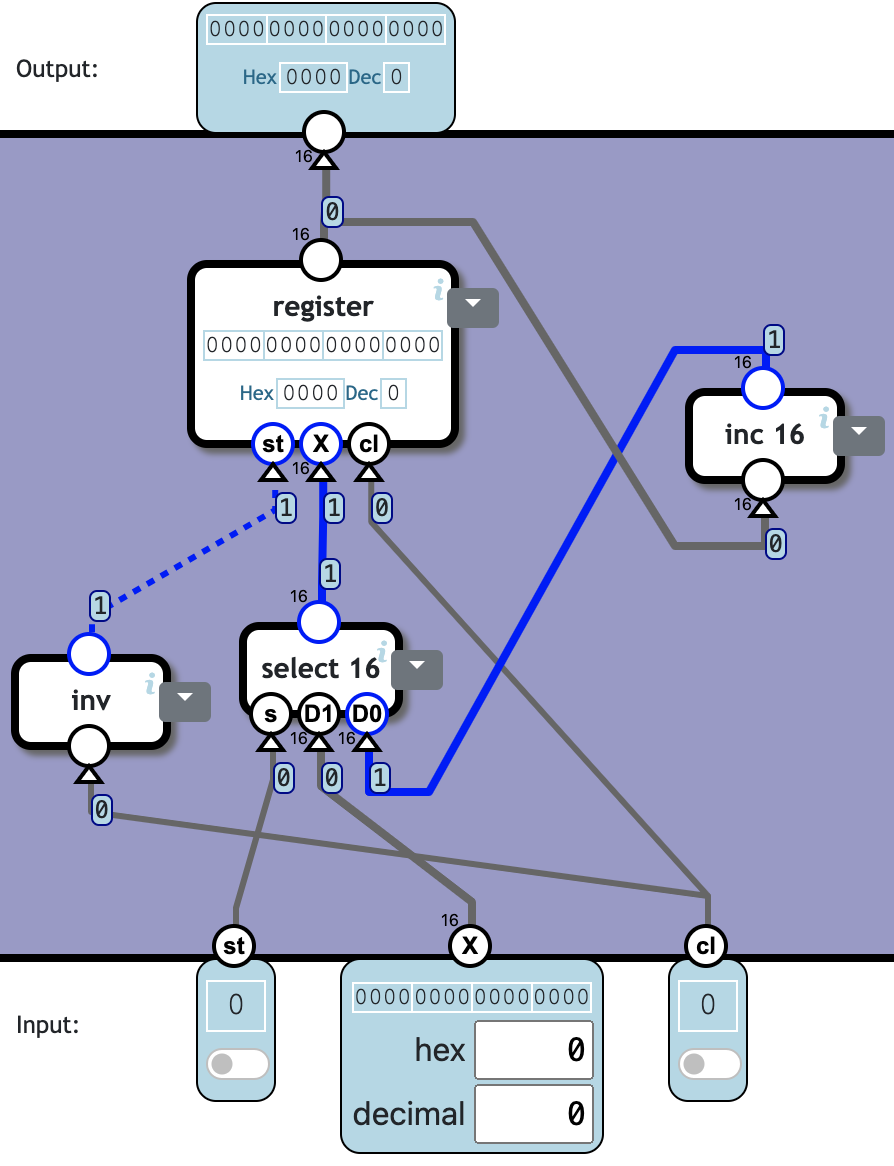 0000 0000 0000 0000
Output:
Hex 0000 Dec 0
16
0
16
i
register
0000 0000 0000 0000
Hex 0000 Dec 0
st X cl
16
1 1 0
1
16
i
inc 16
16
0
1
16
i
select 16
s D1 D0
16 16
0 0 1
1
i
inv
0
16
st X cl
0
0000 0000 0000 0000
0
Input:
hex 0
decimal 0